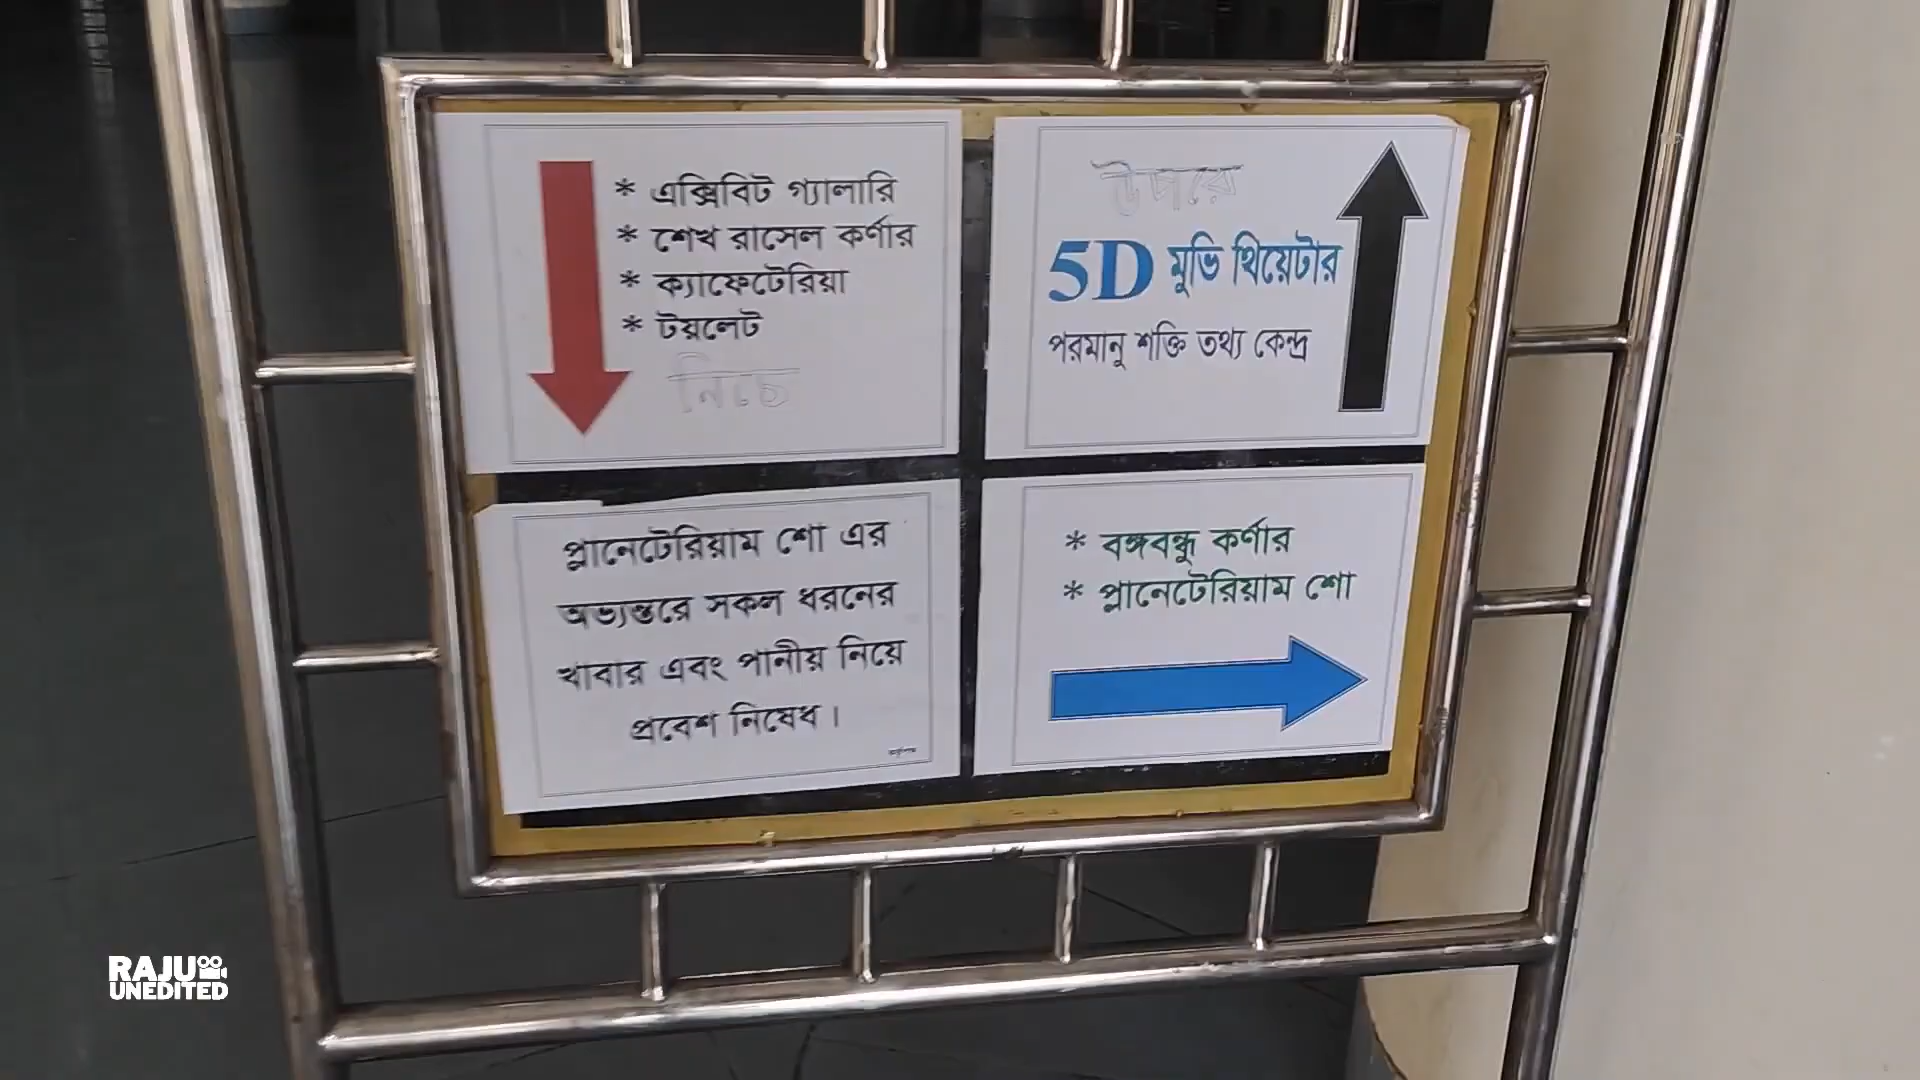 * এক্সিবিট গ্যালারি
* শেখ রাসেল কর্ণার
* ক্যাফেটেরিয়া
* টয়লেট
নিচে
উপরে
5D মুভি থিয়েটার
পরমানু শক্তি তথ্য কেন্দ্র
প্লানেটেরিয়াম শো এর
অভ্যন্তরে সকল ধরনের
খাবার এবং পানীয় নিয়ে
প্রবেশ নিষেধ।
* বঙ্গবন্ধু কর্ণার
* প্লানেটেরিয়াম শো
RAJU
UNEDITED